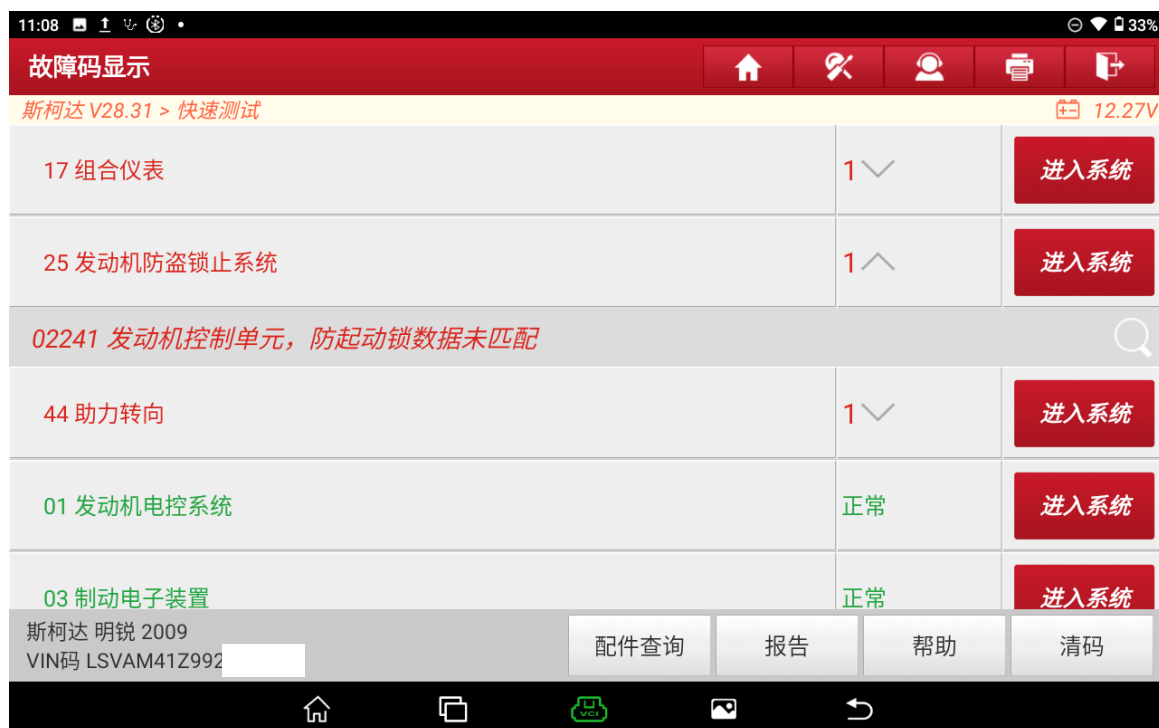 11:08
33%
故障码显示
斯柯达 V28.31 > 快速测试
12.27V
17 组合仪表
1
进入系统
25 发动机防盗锁止系统
1
进入系统
02241 发动机控制单元，防起动锁数据未匹配
44 助力转向
1
进入系统
01 发动机电控系统
正常
进入系统
03 制动电子装置
正常
进入系统
斯柯达 明锐 2009
VIN码 LSVAM41Z992
配件查询
报告
帮助
清码
VCI